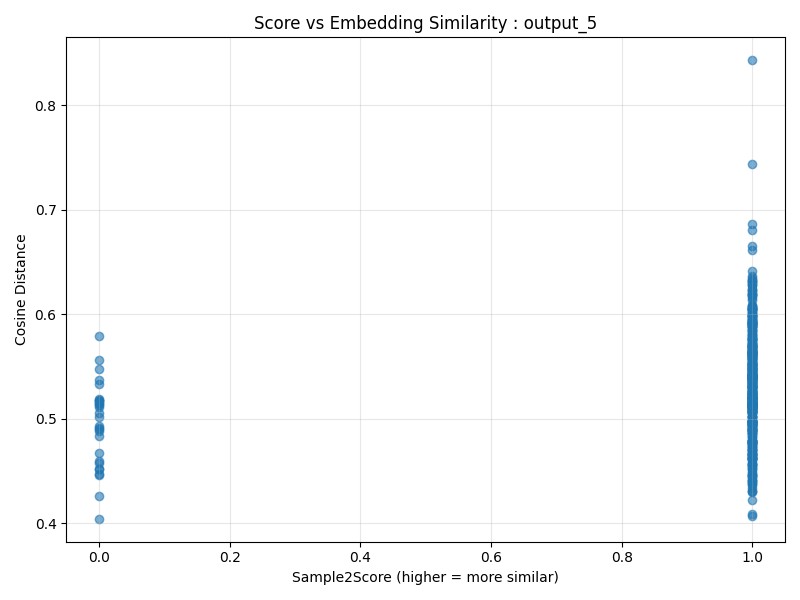 Score vs Embedding Similarity : output_5
Cosine Distance
0.8
0.7
0.6
0.5
0.4
0.0 0.2 0.4 0.6 0.8 1.0
Sample2Score (higher = more similar)